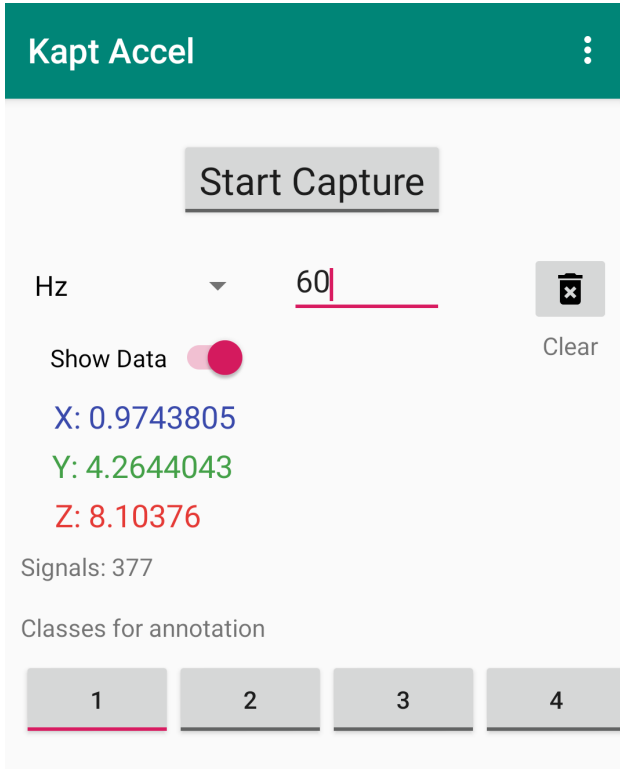 Kapt Accel
Start Capture
Hz
60
Show Data
Clear
X: 0.9743805
Y: 4.2644043
Z: 8.10376
Signals: 377
Classes for annotation
1 2 3 4